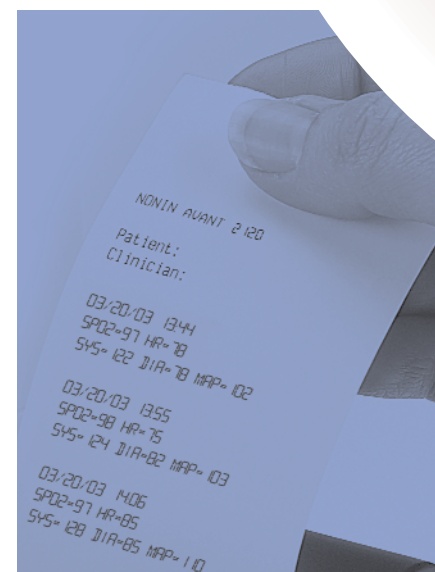 NONIN AVANT 2120
Patient:
Clinician:
03/20/03 13:44
SPO2=97 HR=78
SYS= 122 DIA=78 MAP= 102
03/20/03 13:55
SPO2=98 HR=75
SYS= 124 DIA=82 MAP= 103
03/20/03 14:06
SPO2=97 HR=85
SYS= 128 DIA=85 MAP= 110